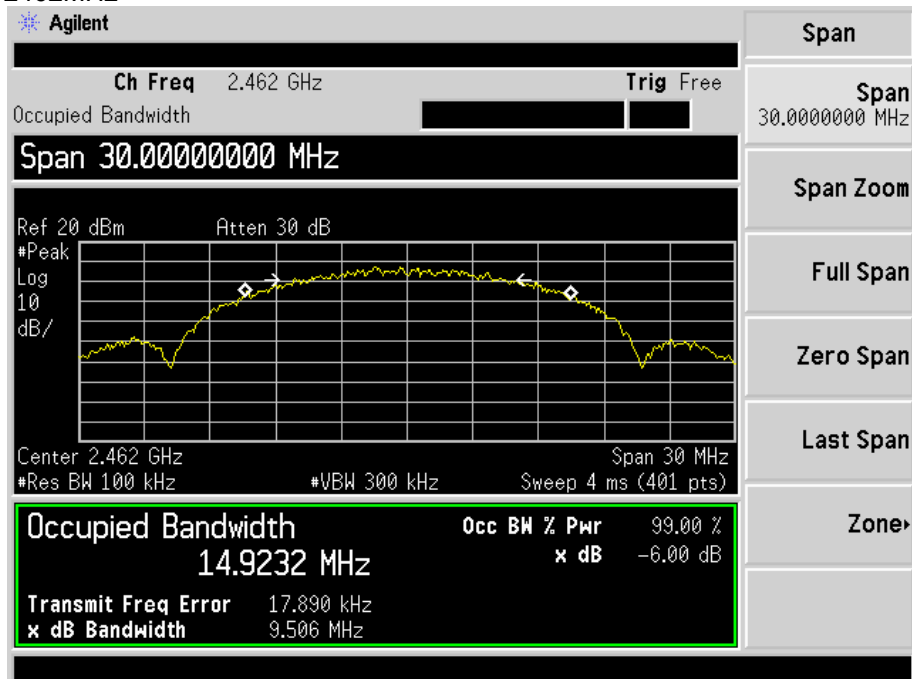 Agilent
Span
Ch Freq 2.462 GHz Trig Free
Occupied Bandwidth
Span
30.0000000 MHz
Span 30.00000000 MHz
Span Zoom
Ref 20 dBm Atten 30 dB
#Peak
Log
10
dB/
Full Span
Zero Span
Last Span
Center 2.462 GHz Span 30 MHz
#Res BW 100 kHz #VBW 300 kHz Sweep 4 ms (401 pts)
Occupied Bandwidth
14.9232 MHz
Occ BW % Pwr 99.00 %
x dB -6.00 dB
Zone
Transmit Freq Error 17.890 kHz
x dB Bandwidth 9.506 MHz